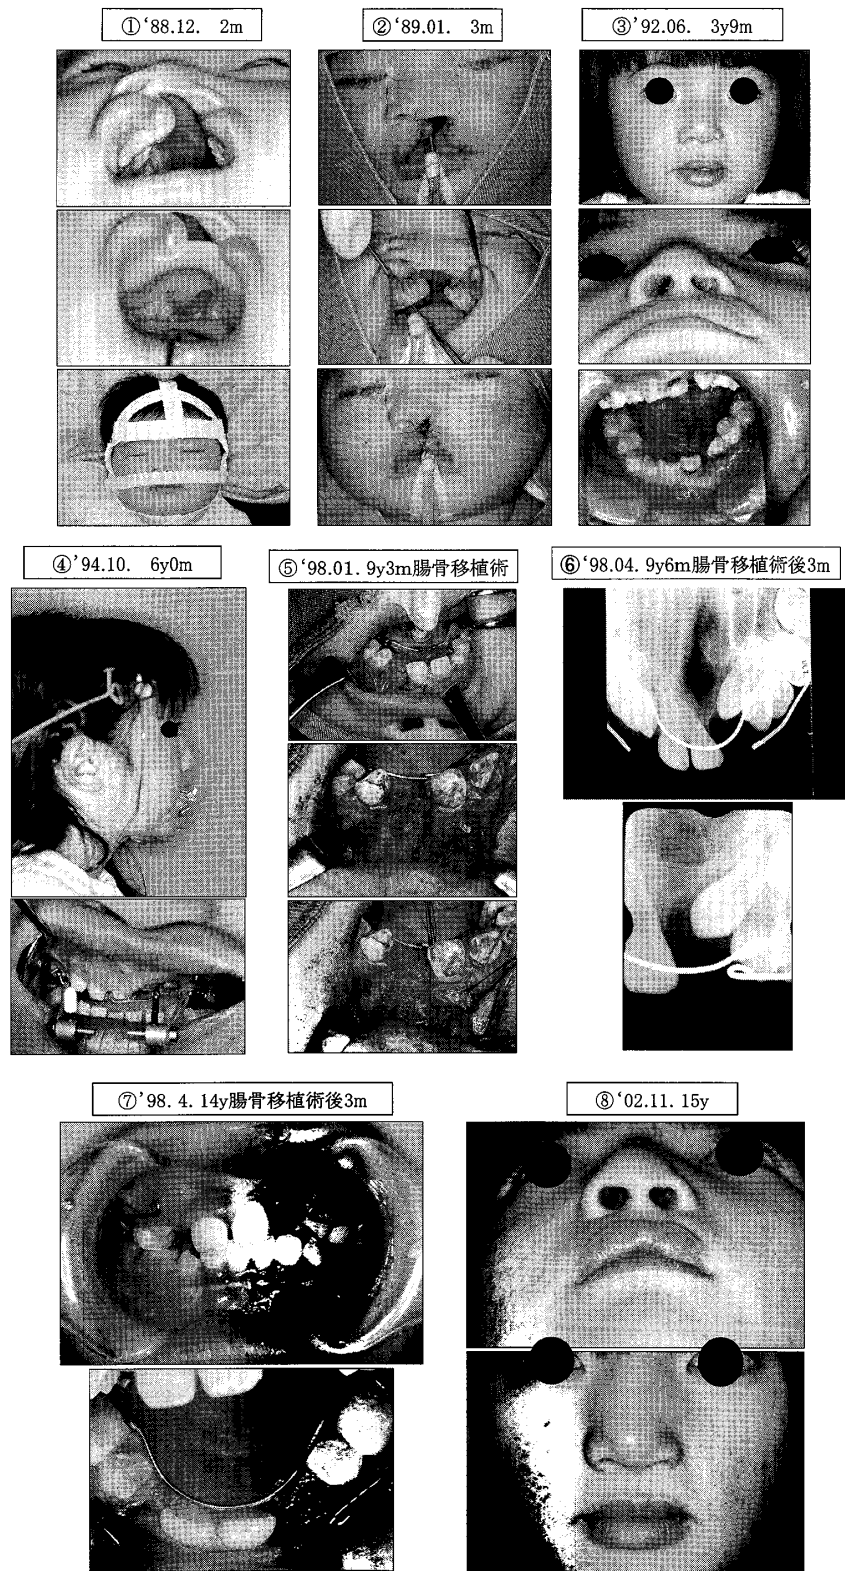 ①‘88.12. 2m
②‘89.01. 3m
③’92.06. 3y9m
④’94.10. 6y0m
⑤‘98.01. 9y3m腸骨移植術
⑥‘98.04. 9y6m腸骨移植術後3m
⑦’98. 4. 14y腸骨移植術後3m
⑧‘02.11. 15y